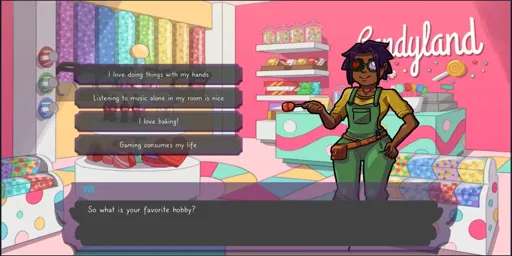 Candyland
I love doing things with my hands
Listening to music alone in my room is nice
I love baking!
Gaming consumes my life
???
So what is your favorite hobby?